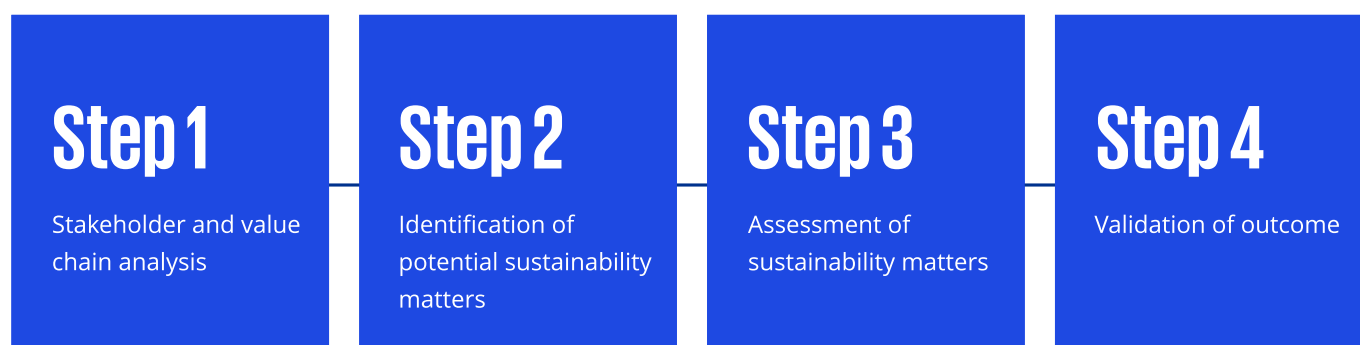 Step 1
Stakeholder and value
chain analysis
Step 2
Identification of
potential sustainability
matters
Step 3
Assessment of
sustainability matters
Step 4
Validation of outcome